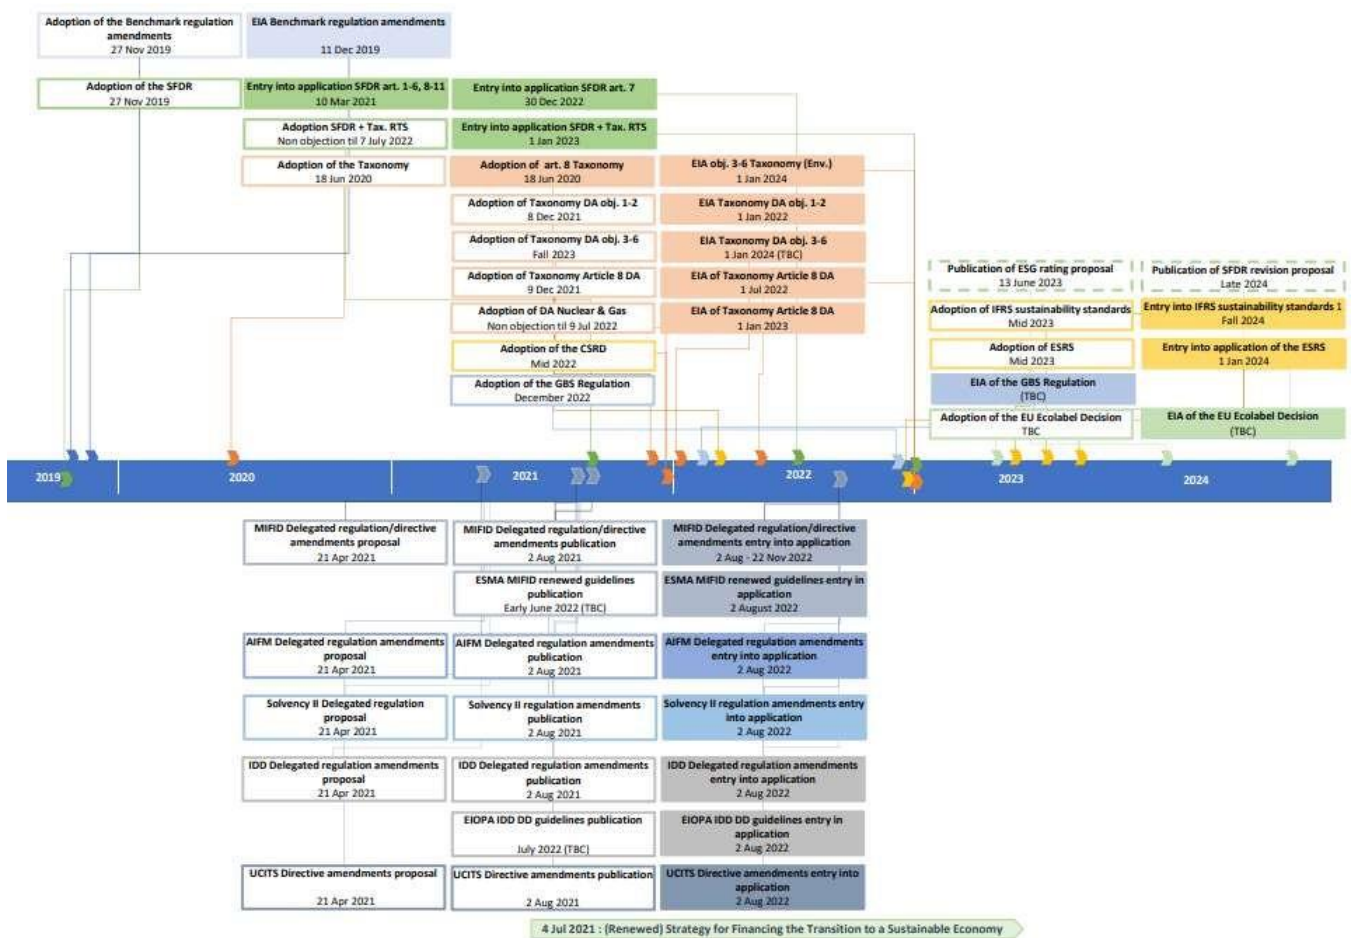 Adoption of the Benchmark regulation
amendments
27 Nov 2019
EIA Benchmark regulation amendments
11 Dec 2019
Adoption of the SFDR
27 Nov 2019
Entry into application SFDR art. 1-6, 8-11
10 Mar 2021
Entry into application SFDR art. 7
30 Dec 2022
Adoption SFDR + Tax. RTS
Non objection til 7 July 2022
Entry into application SFDR + Tax. RTS
1 Jan 2023
Adoption of the Taxonomy
18 Jun 2020
Adoption of art. 8 Taxonomy
18 Jun 2020
EIA obj. 3-6 Taxonomy (Env.)
1 Jan 2024
Adoption of Taxonomy DA obj. 1-2
8 Dec 2021
EIA Taxonomy DA obj. 1-2
1 Jan 2022
Adoption of Taxonomy DA obj. 3-6
Fall 2023
EIA Taxonomy DA obj. 3-6
1 Jan 2024 (TBC)
Adoption of Taxonomy Article 8 DA
9 Dec 2021
EIA of Taxonomy Article 8 DA
1 Jul 2022
Publication of ESG rating proposal
13 June 2023
Publication of SFDR revision proposal
Late 2024
Adoption of DA Nuclear & Gas
Non objection til 9 Jul 2022
EIA of Taxonomy Article 8 DA
1 Jan 2023
Adoption of IFRS sustainability standards
Mid 2023
Entry into IFRS sustainability standards 1
Fall 2024
Adoption of the CSRD
Mid 2022
Adoption of ESRS
Mid 2023
Entry into application of the ESRS
1 Jan 2024
Adoption of the GBS Regulation
December 2022
EIA of the GBS Regulation
(TBC)
Adoption of the EU Ecolabel Decision
TBC
EIA of the EU Ecolabel Decision
(TBC)
2019
2020
2021
2022
2023
2024
MIFID Delegated regulation/directive
amendments proposal
21 Apr 2021
MIFID Delegated regulation/directive
amendments publication
2 Aug 2021
MIFID Delegated regulation/directive
amendments entry into application
2 Aug - 22 Nov 2022
ESMA MIFID renewed guidelines
publication
Early June 2022 (TBC)
ESMA MIFID renewed guidelines entry in
application
2 August 2022
AIFM Delegated regulation amendments
proposal
21 Apr 2021
AIFM Delegated regulation amendments
publication
2 Aug 2021
AIFM Delegated regulation amendments
entry into application
2 Aug 2022
Solvency II Delegated regulation
proposal
21 Apr 2021
Solvency II regulation amendments
publication
2 Aug 2021
Solvency II regulation amendments entry
into application
2 Aug 2022
IDD Delegated regulation amendments
proposal
21 Apr 2021
IDD Delegated regulation amendments
publication
2 Aug 2021
IDD Delegated regulation amendments
entry into application
2 Aug 2022
EIOPA IDD DD guidelines publication
July 2022 (TBC)
EIOPA IDD DD guidelines entry in
application
2 Aug 2022
UCITS Directive amendments proposal
21 Apr 2021
UCITS Directive amendments publication
2 Aug 2021
UCITS Directive amendments entry into
application
2 Aug 2022
4 Jul 2021 : (Renewed) Strategy for Financing the Transition to a Sustainable Economy